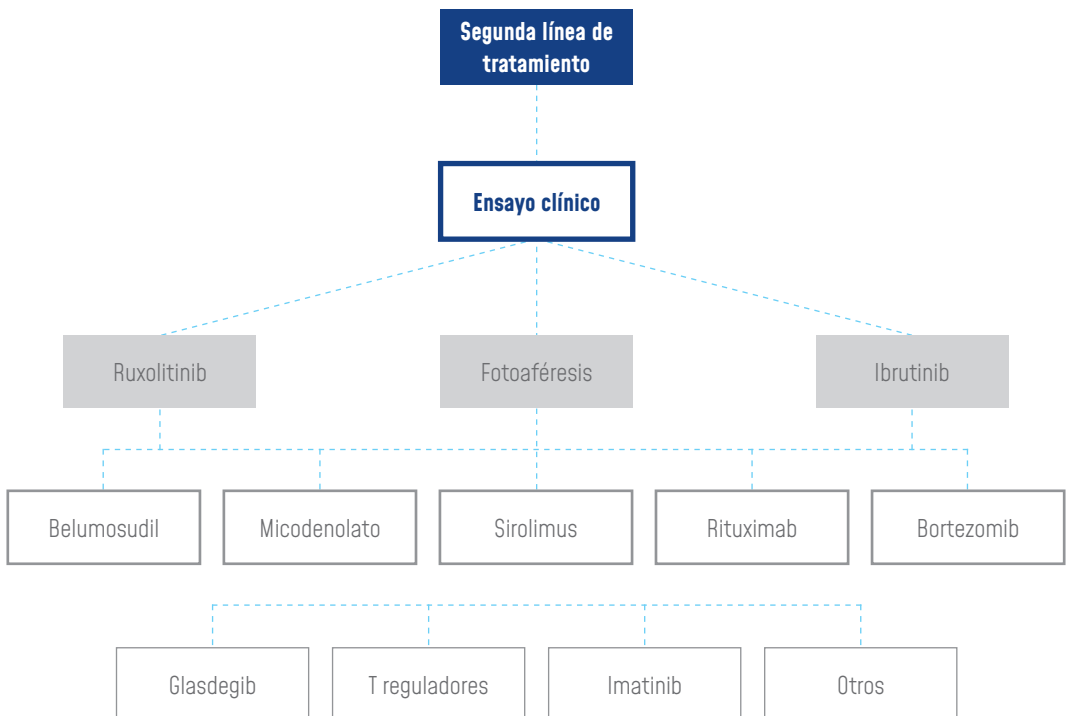 Segunda línea de
tratamiento
Ensayo clínico
Ruxolitinib
Fotoaféresis
Ibrutinib
Belumosudil
Micodenolato
Sirolimus
Rituximab
Bortezomib
Glasdegib
T reguladores
Imatinib
Otros